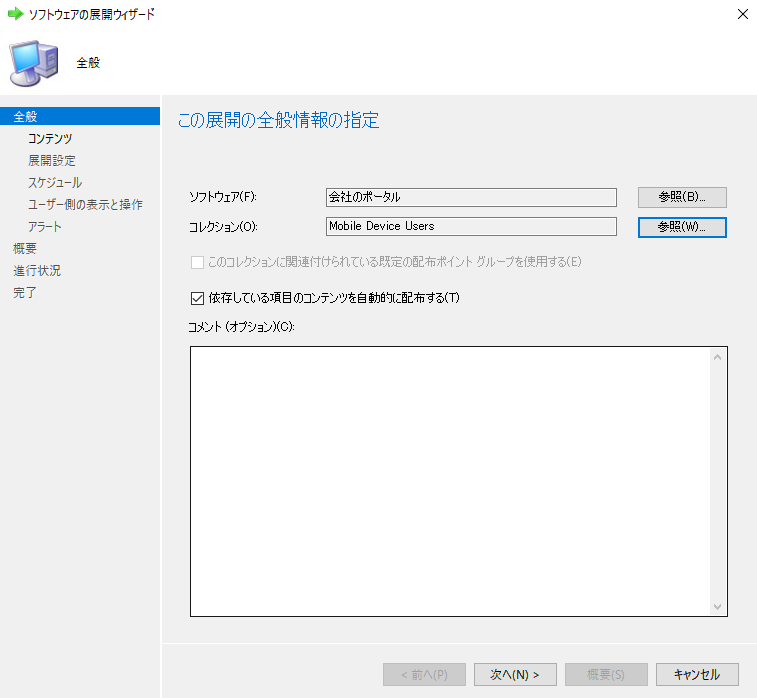 ソフトウェアの展開ウィザード
全般
全般
コンテンツ
展開設定
スケジュール
ユーザー側の表示と操作
アラート
概要
進行状況
完了
この展開の全般情報の指定
ソフトウェア(F): 会社のポータル 参照(B)...
コレクション(O): Mobile Device Users 参照(W)...
このコレクションに関連付けられている既定の配布ポイント グループを使用する(E)
依存している項目のコンテンツを自動的に配布する(T)
コメント (オプション)(C):
< 前へ(P) 次へ(N) > 概要(S) キャンセル